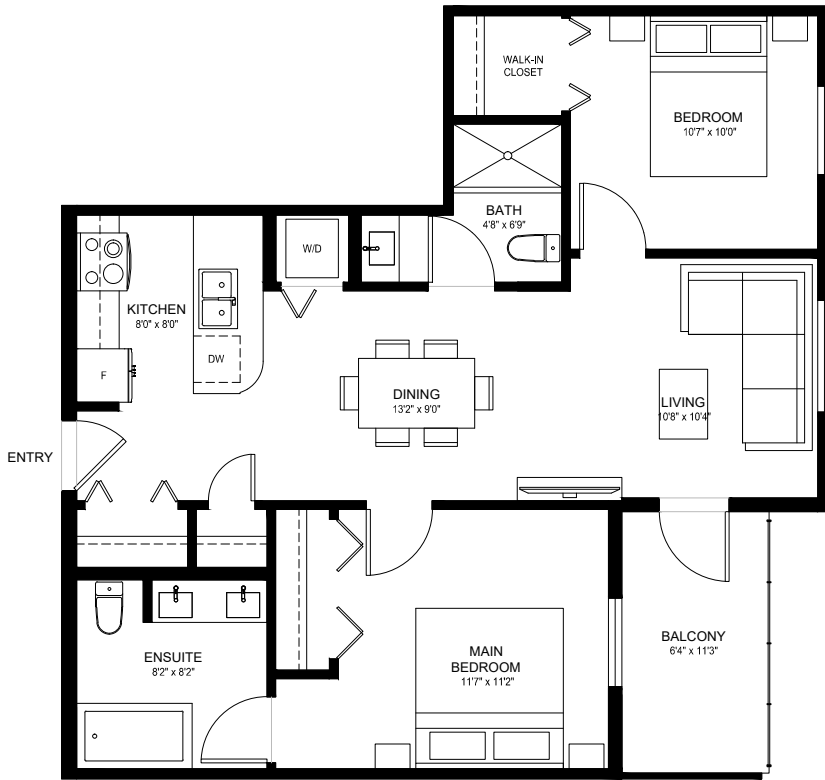 WALK-IN
CLOSET
BEDROOM
10'7" x 10'0"
BATH
4'8" x 6'9"
W/D
KITCHEN
8'0" x 8'0"
DW
F
DINING
13'2" x 9'0"
LIVING
10'8" x 10'4"
ENTRY
ENSUITE
8'2" x 8'2"
MAIN
BEDROOM
11'7" x 11'2"
BALCONY
6'4" x 11'3"